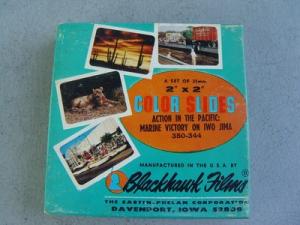 A SET OF 35mm.
2" x 2"
COLOR SLIDES
ACTION IN THE PACIFIC:
MARINE VICTORY ON IWO JIMA
380-344
MANUFACTURED IN THE U.S.A. BY
Blackhawk Films
THE EASTIN-PHELAN CORPORATION
DAVENPORT, IOWA 52808